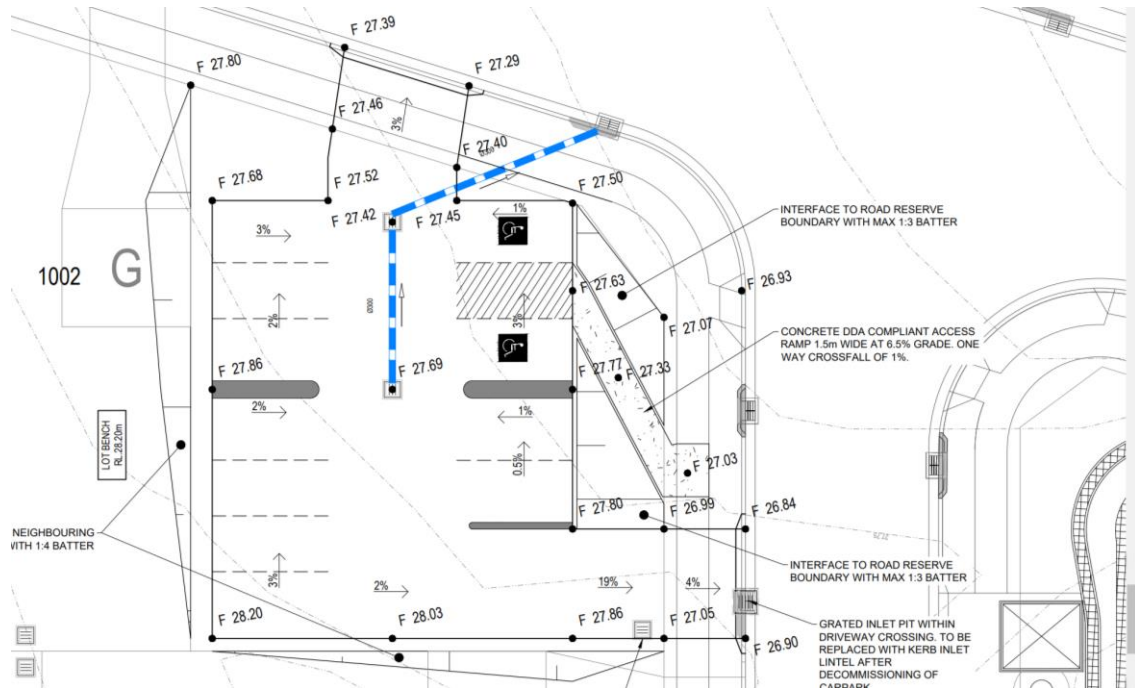 F 27.39
F 27.80
F 27.29
F 27.46
3%
F 27.40
Ø300
F 27.68
F 27.52
F 27.50
F 27.42
F 27.45
1%
3%
INTERFACE TO ROAD RESERVE
BOUNDARY WITH MAX 1:3 BATTER
1002
G
F 27.63
F 26.93
2%
Ø300
3%
F 27.07
CONCRETE DDA COMPLIANT ACCESS
RAMP 1.5m WIDE AT 6.5% GRADE. ONE
WAY CROSSFALL OF 1%.
F 27.86
F 27.69
F 27.77
F 27.33
2%
1%
LOT BENCH
RL.28.20m
0.5%
F 27.03
F 27.80
F 26.99
F 26.84
NEIGHBOURING
WITH 1:4 BATTER
INTERFACE TO ROAD RESERVE
BOUNDARY WITH MAX 1:3 BATTER
3%
2%
19%
4%
F 28.20
F 28.03
F 27.86
F 27.05
F 26.90
GRATED INLET PIT WITHIN
DRIVEWAY CROSSING. TO BE
REPLACED WITH KERB INLET
LINTEL AFTER
DECOMMISSIONING OF
CARPARK